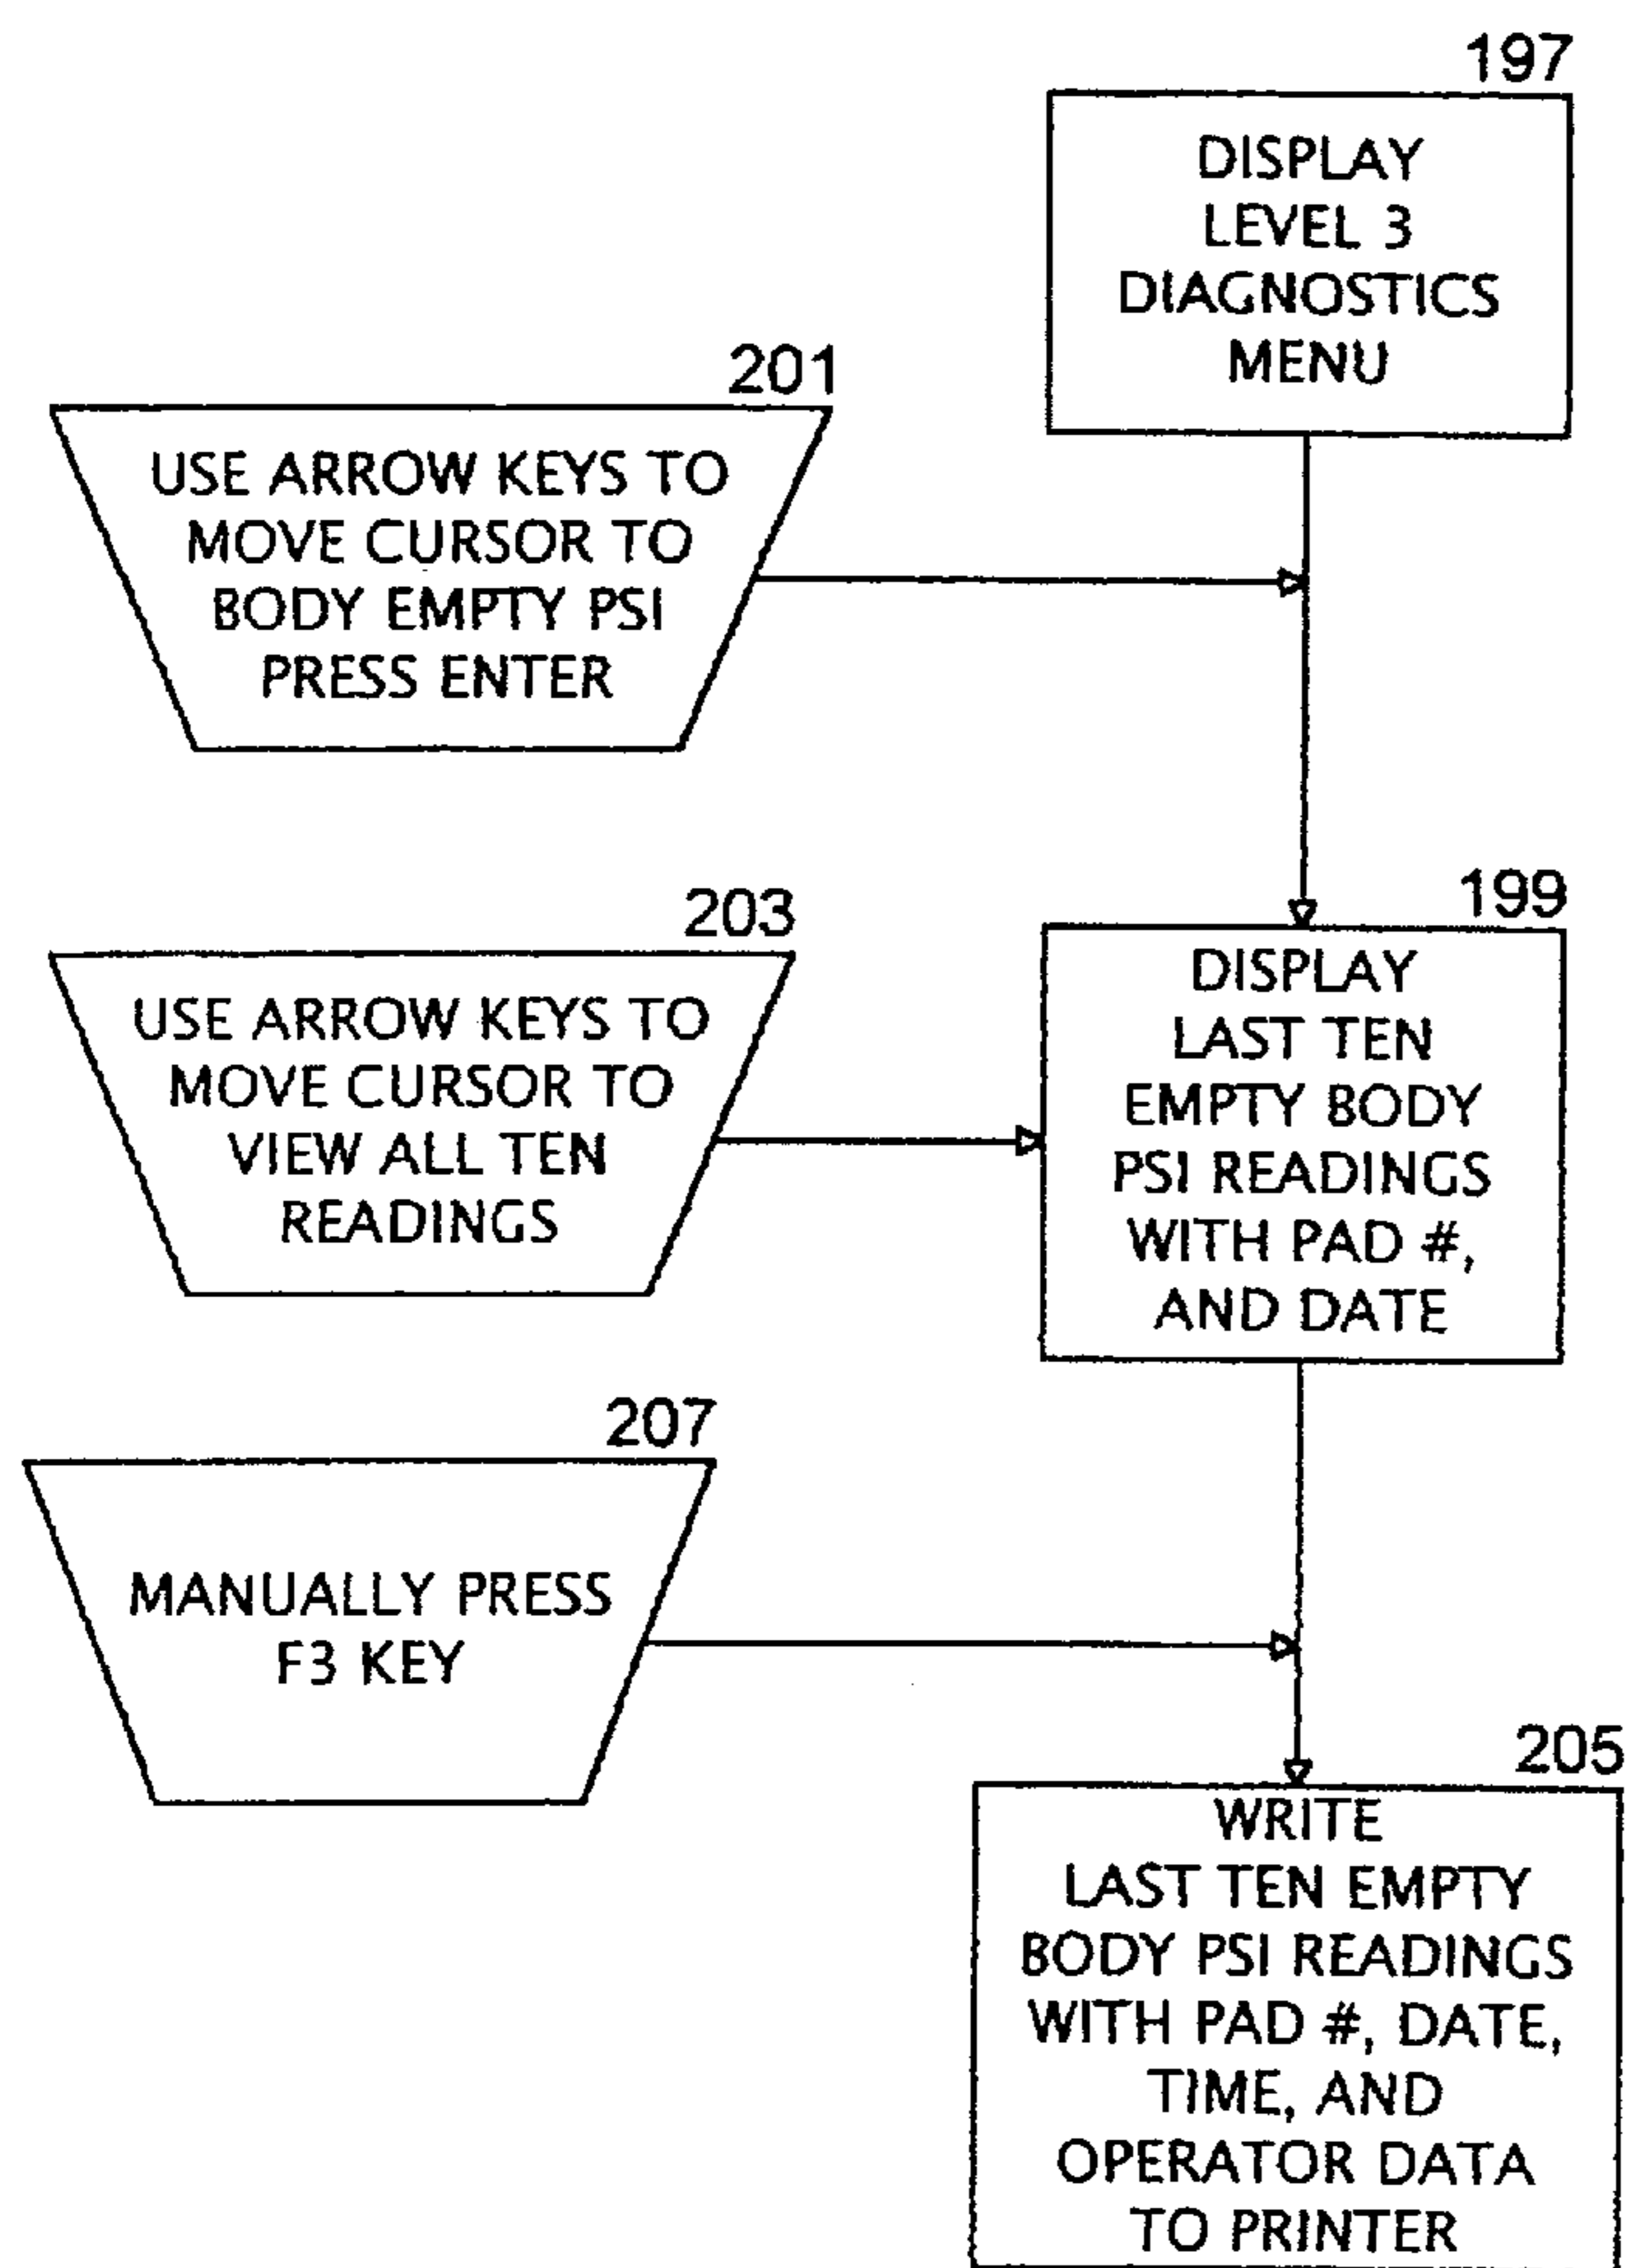 197
DISPLAY
LEVEL 3
DIAGNOSTICS
MENU
201
USE ARROW KEYS TO
MOVE CURSOR TO
BODY EMPTY PSI
PRESS ENTER
199
DISPLAY
LAST TEN
EMPTY BODY
PSI READINGS
WITH PAD #,
AND DATE
203
USE ARROW KEYS TO
MOVE CURSOR TO
VIEW ALL TEN
READINGS
207
MANUALLY PRESS
F3 KEY
205
WRITE
LAST TEN EMPTY
BODY PSI READINGS
WITH PAD #, DATE,
TIME, AND
OPERATOR DATA
TO PRINTER